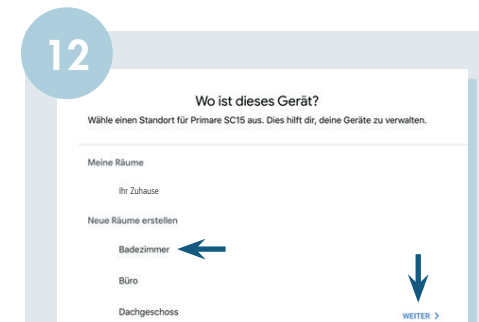 12
Wo ist dieses Gerät?
Wähle einen Standort für Primare SC15 aus. Dies hilft dir, deine Geräte zu verwalten.
Meine Räume
Ihr Zuhause
Neue Räume erstellen
Badezimmer
Büro
Dachgeschoss
WEITER >